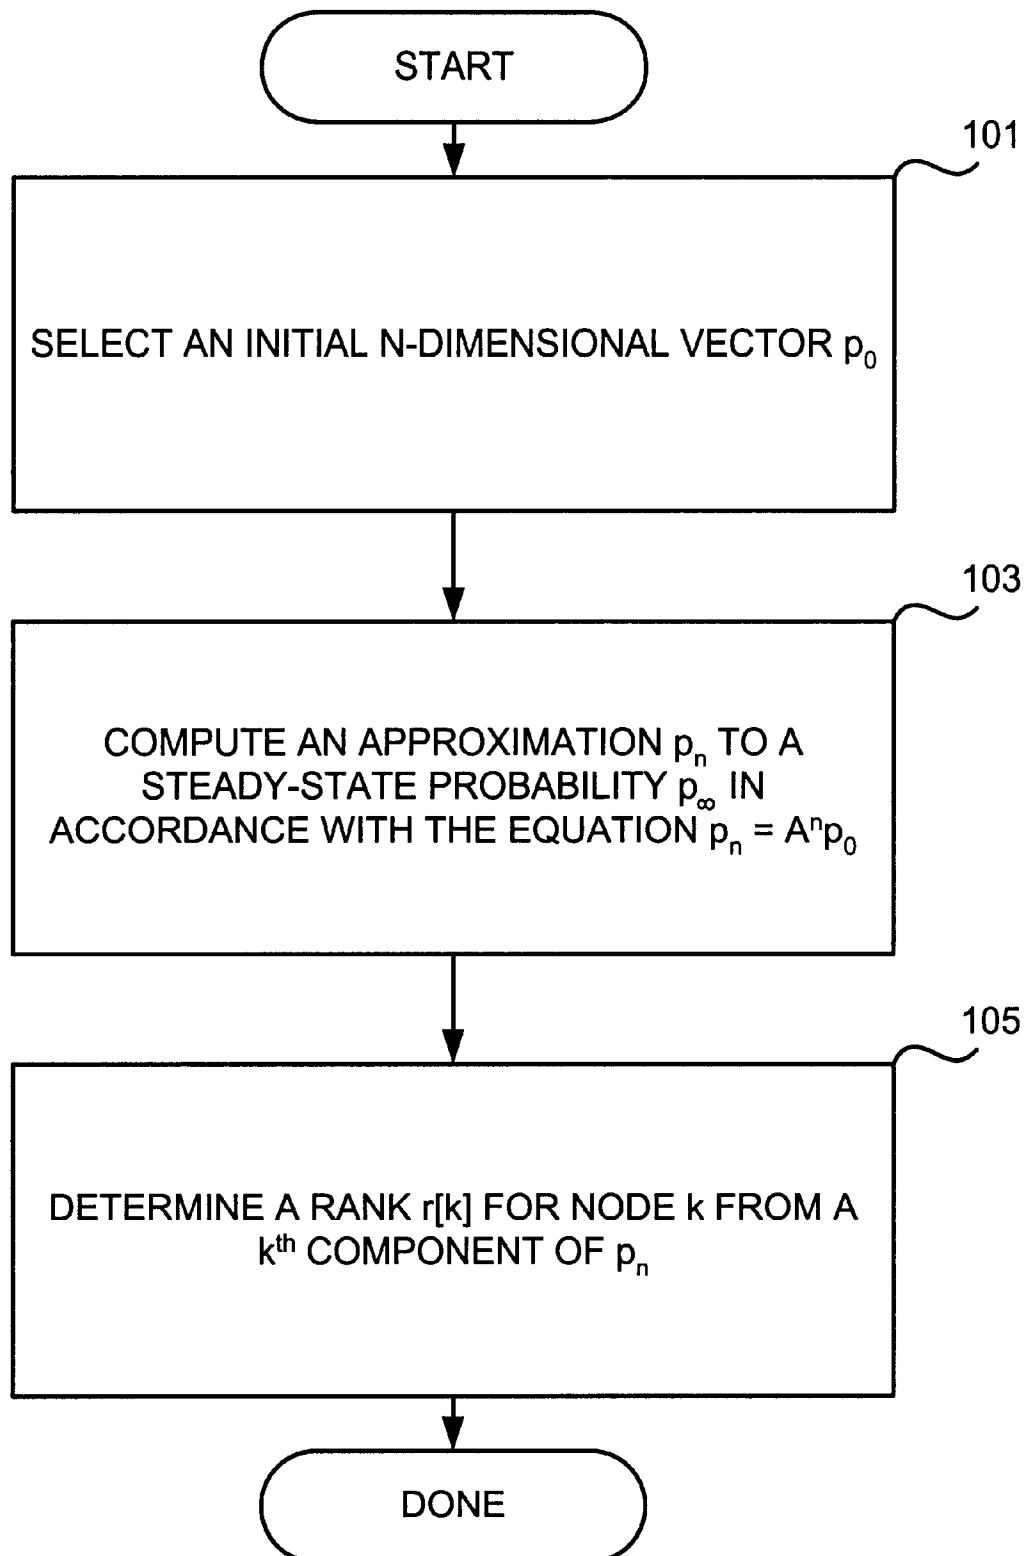 START
101
SELECT AN INITIAL N-DIMENSIONAL VECTOR p₀
103
COMPUTE AN APPROXIMATION pₙ TO A
STEADY-STATE PROBABILITY p∞ IN
ACCORDANCE WITH THE EQUATION pₙ = Aⁿp₀
105
DETERMINE A RANK r[k] FOR NODE k FROM A
kᵗʰ COMPONENT OF pₙ
DONE